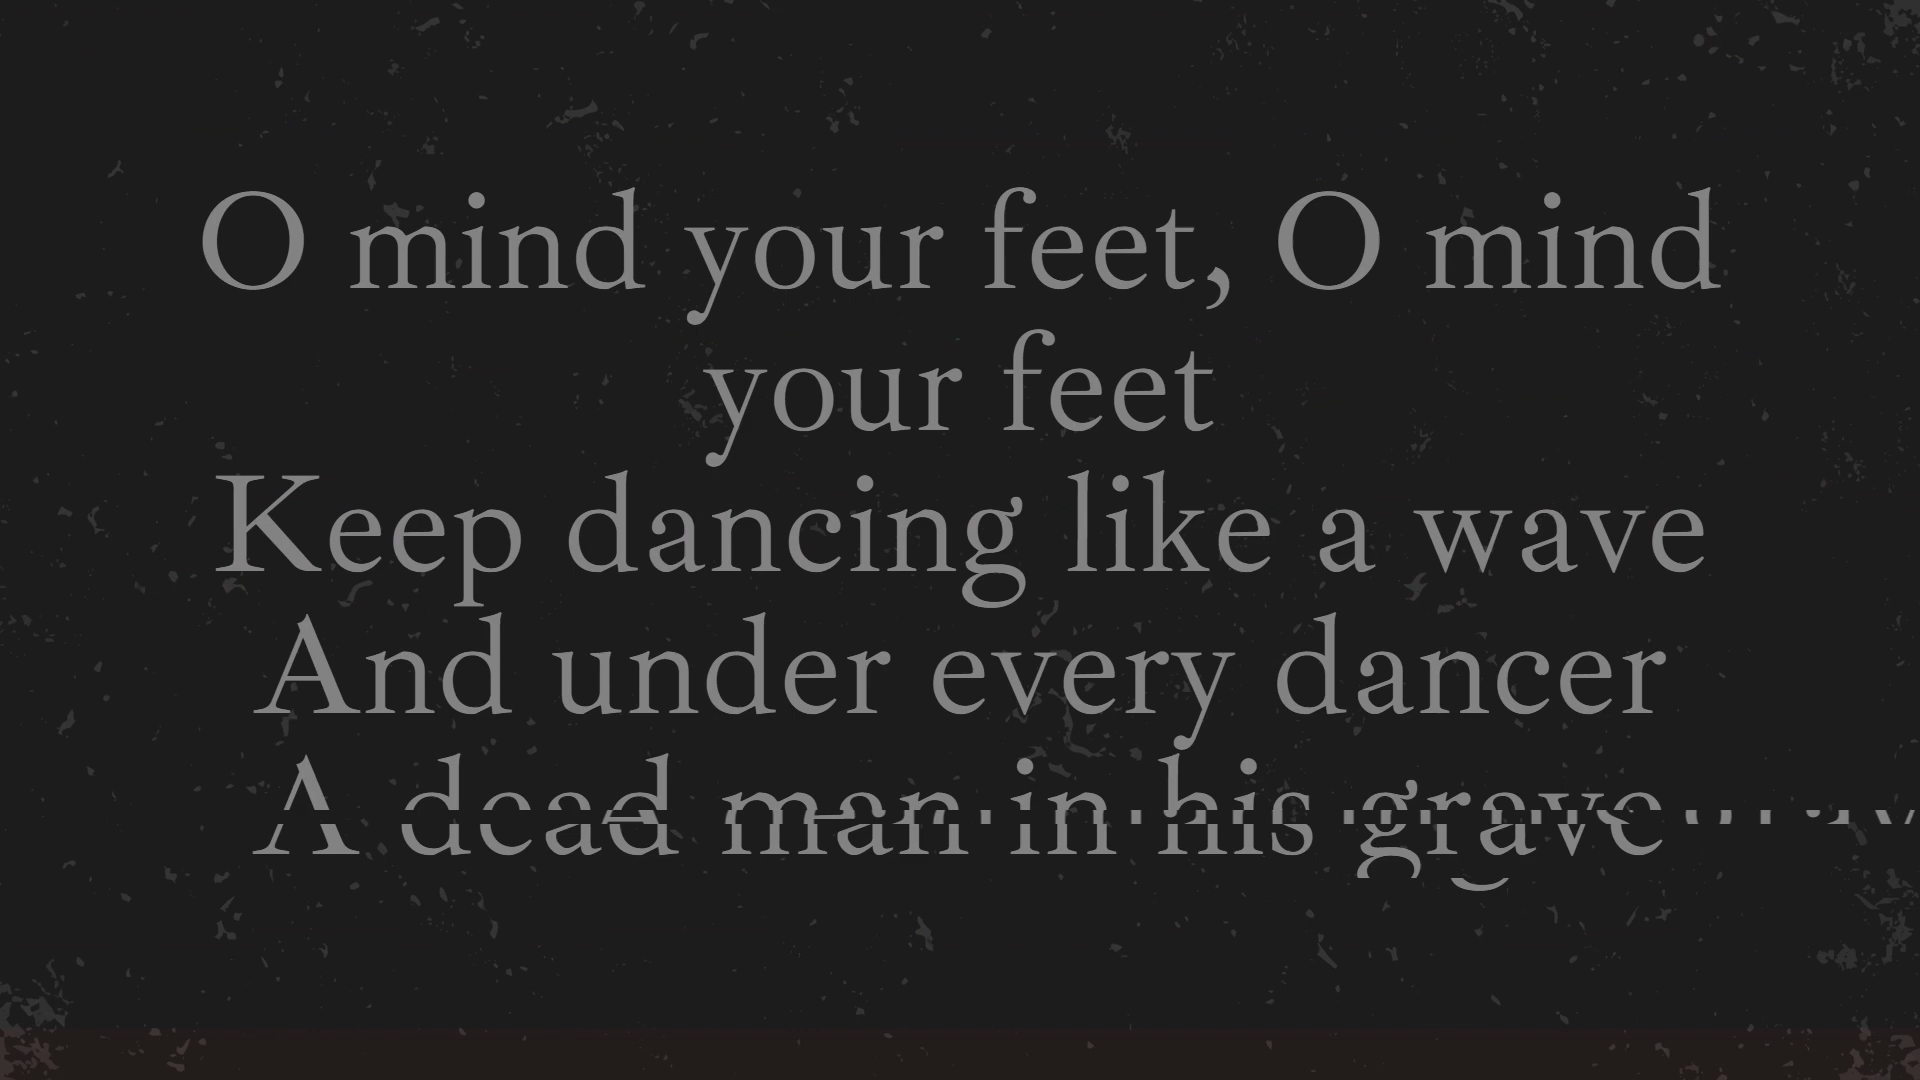 O mind your feet, O mind
your feet
Keep dancing like a wave
And under every dancer
A dead man in his grave